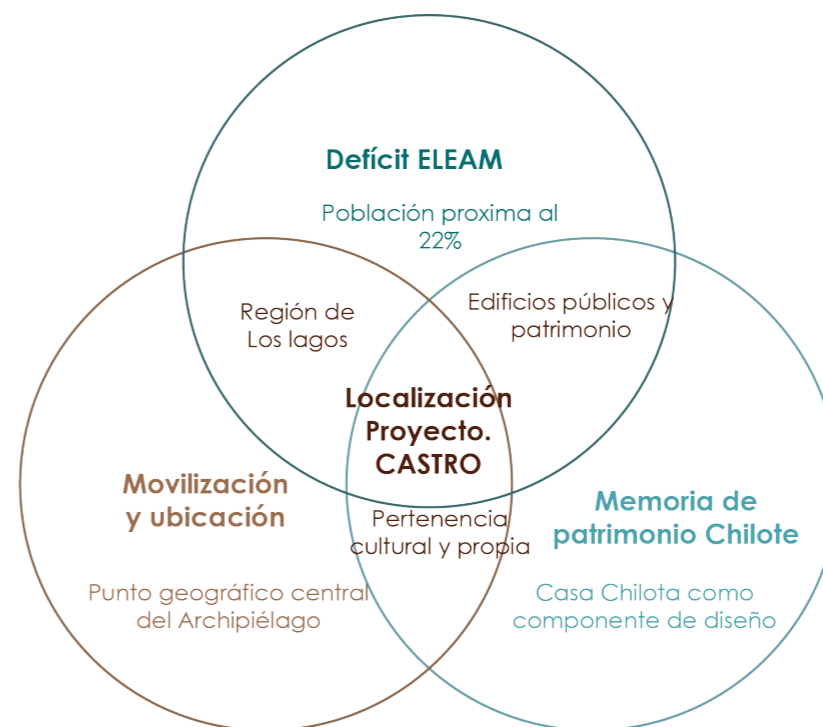 Defícit ELEAM
Población proxima al
22%
Región de
Los lagos
Edificios públicos y
patrimonio
Localización
Proyecto.
CASTRO
Movilización
y ubicación
Pertenencia
cultural y propia
Memoria de
patrimonio Chilote
Punto geográfico central
del Archipiélago
Casa Chilota como
componente de diseño